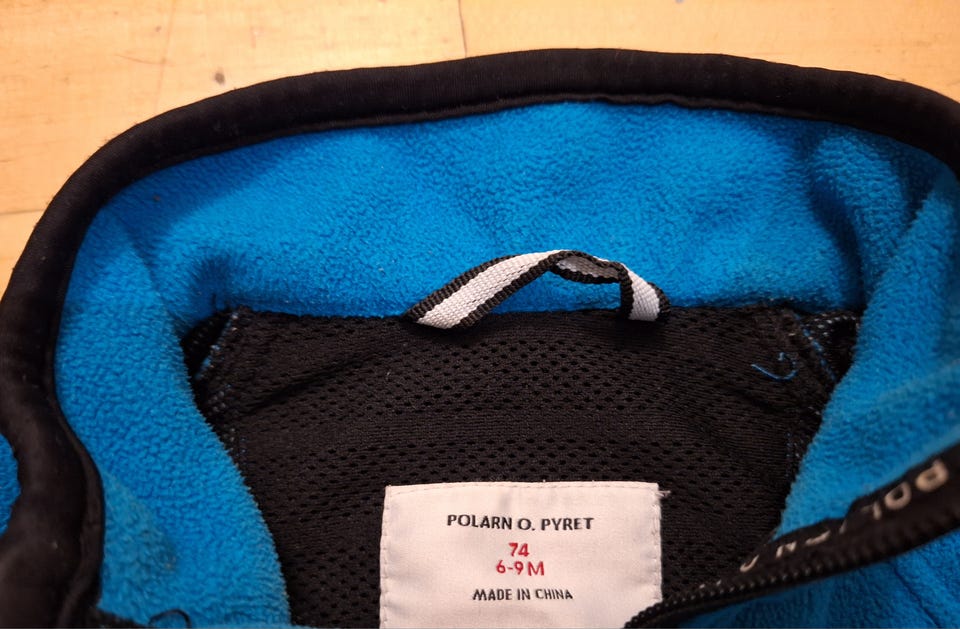 POLARN O. PYRET
74
6-9M
MADE IN CHINA